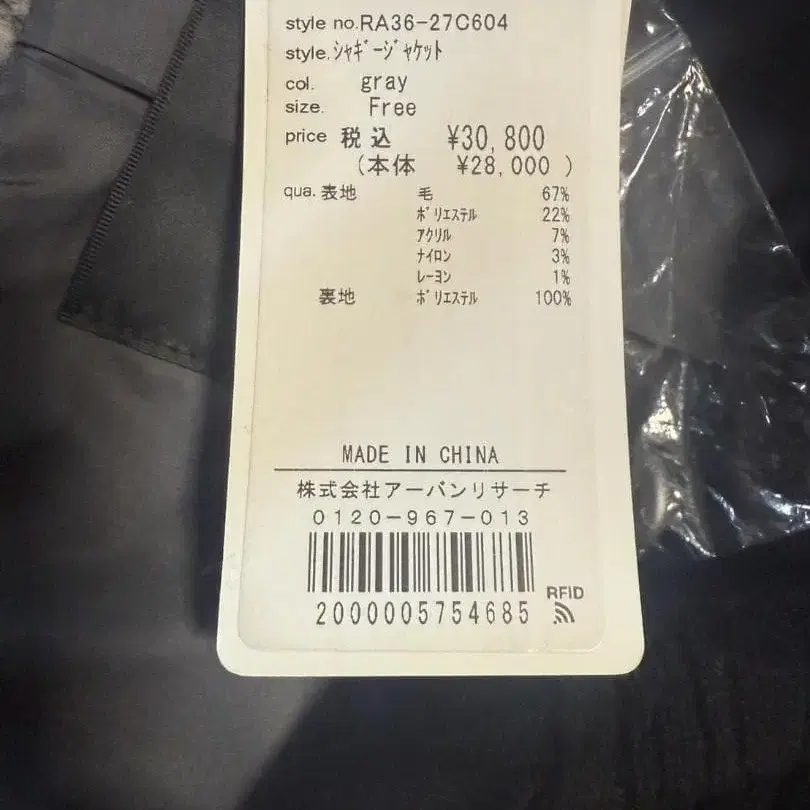 style no.RA36-27C604
style.ｼｬｷﾞｰｼﾞｬｹｯﾄ
col. gray
size. Free
price 税込 ¥30,800
(本体 ¥28,000 )
qua. 表地 毛 67%
ﾎﾟﾘｴｽﾃﾙ 22%
ｱｸﾘﾙ 7%
ﾅｲﾛﾝ 3%
ﾚｰﾖﾝ 1%
裏地 ﾎﾟﾘｴｽﾃﾙ 100%
MADE IN CHINA
株式会社アーバンリサーチ
0120-967-013
RFID
2000005754685